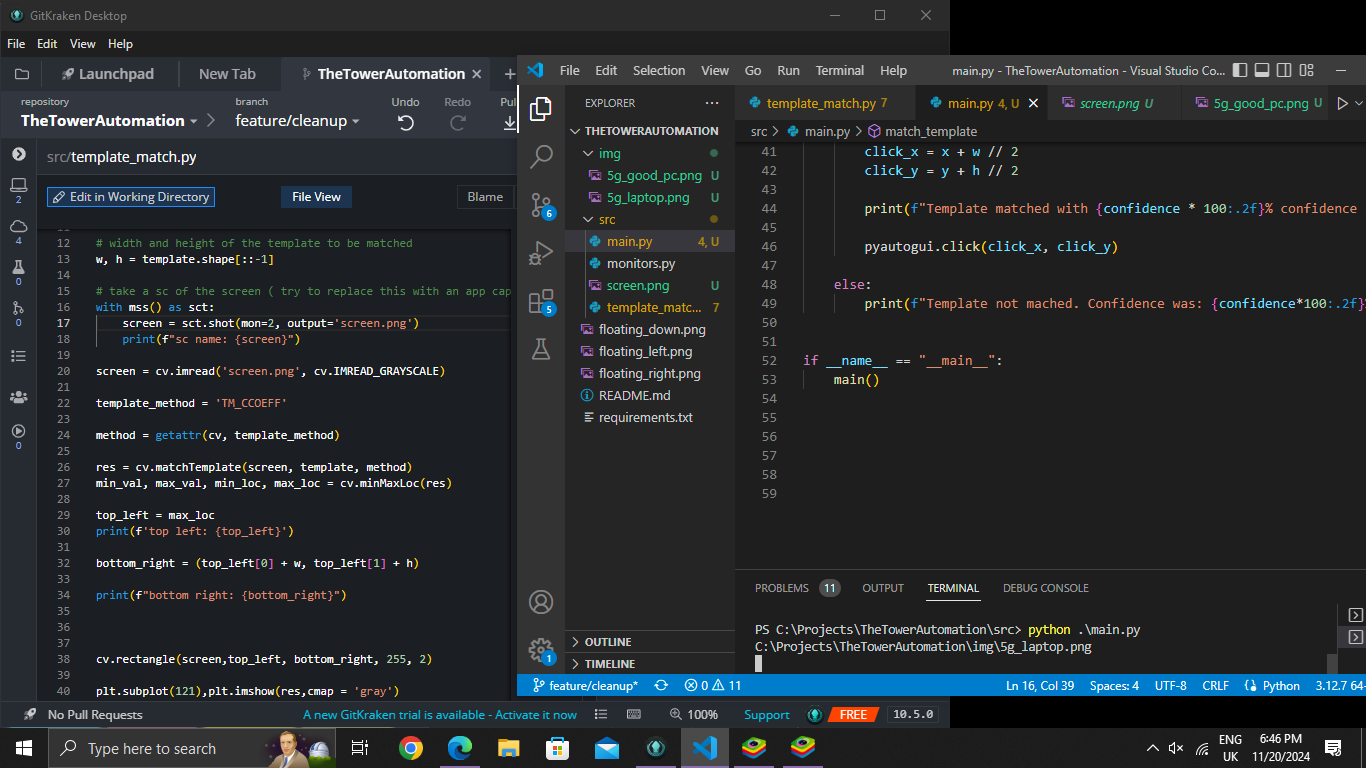 GitKraken Desktop
File Edit View Help
Launchpad New Tab TheTowerAutomation
repository
TheTowerAutomation
branch
feature/cleanup
Undo Redo Pul
src/template_match.py
Edit in Working Directory File View Blame
2
4
0
0
0
12 # width and height of the template to be matched
13 w, h = template.shape[::-1]
14
15 # take a sc of the screen ( try to replace this with an app cap
16 with mss() as sct:
17 screen = sct.shot(mon=2, output='screen.png')
18 print(f"sc name: {screen}")
19
20 screen = cv.imread('screen.png', cv.IMREAD_GRAYSCALE)
21
22 template_method = 'TM_CCOEFF'
23
24 method = getattr(cv, template_method)
25
26 res = cv.matchTemplate(screen, template, method)
27 min_val, max_val, min_loc, max_loc = cv.minMaxLoc(res)
28
29 top_left = max_loc
30 print(f'top left: {top_left}')
31
32 bottom_right = (top_left[0] + w, top_left[1] + h)
33
34 print(f"bottom right: {bottom_right}")
35
36
37
38 cv.rectangle(screen,top_left, bottom_right, 255, 2)
39
40 plt.subplot(121),plt.imshow(res,cmap = 'gray')
No Pull Requests
A new GitKraken trial is available - Activate it now
100% Support FREE 10.5.0
File Edit Selection View Go Run Terminal Help main.py - TheTowerAutomation - Visual Studio Co...
6
5
1
EXPLORER
THETOWERAUTOMATION
img
5g_good_pc.png U
5g_laptop.png U
src
main.py 4, U
monitors.py
screen.png U
template_matc... 7
floating_down.png
floating_left.png
floating_right.png
README.md
requirements.txt
OUTLINE
TIMELINE
template_match.py 7 main.py 4, U screen.png U 5g_good_pc.png U
src main.py match_template
41 click_x = x + w // 2
42 click_y = y + h // 2
43
44 print(f"Template matched with {confidence * 100:.2f}% confidence
45
46 pyautogui.click(click_x, click_y)
47
48 else:
49 print(f"Template not mached. Confidence was: {confidence*100:.2f}%
50
51
52 if __name__ == "__main__":
53 main()
54
55
56
57
58
59
PROBLEMS 11 OUTPUT TERMINAL DEBUG CONSOLE
PS C:\Projects\TheTowerAutomation\src> python .\main.py
C:\Projects\TheTowerAutomation\img\5g_laptop.png
feature/cleanup* 0 11 Ln 16, Col 39 Spaces: 4 UTF-8 CRLF Python 3.12.7 64-
Type here to search
ENG
UK
6:46 PM
11/20/2024